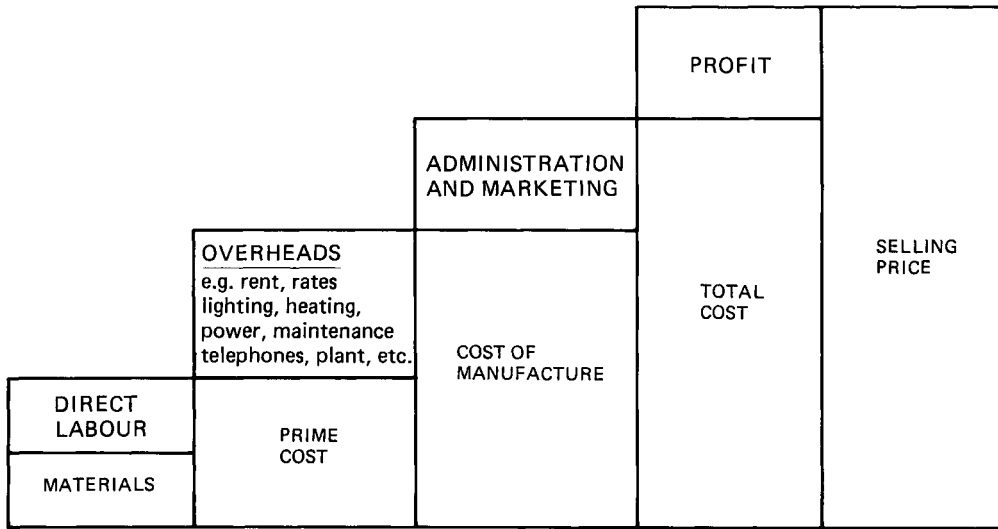 PROFIT
ADMINISTRATION
AND MARKETING
SELLING
PRICE
OVERHEADS
e.g. rent, rates
lighting, heating,
power, maintenance
telephones, plant, etc.
TOTAL
COST
COST OF
MANUFACTURE
DIRECT
LABOUR
PRIME
COST
MATERIALS